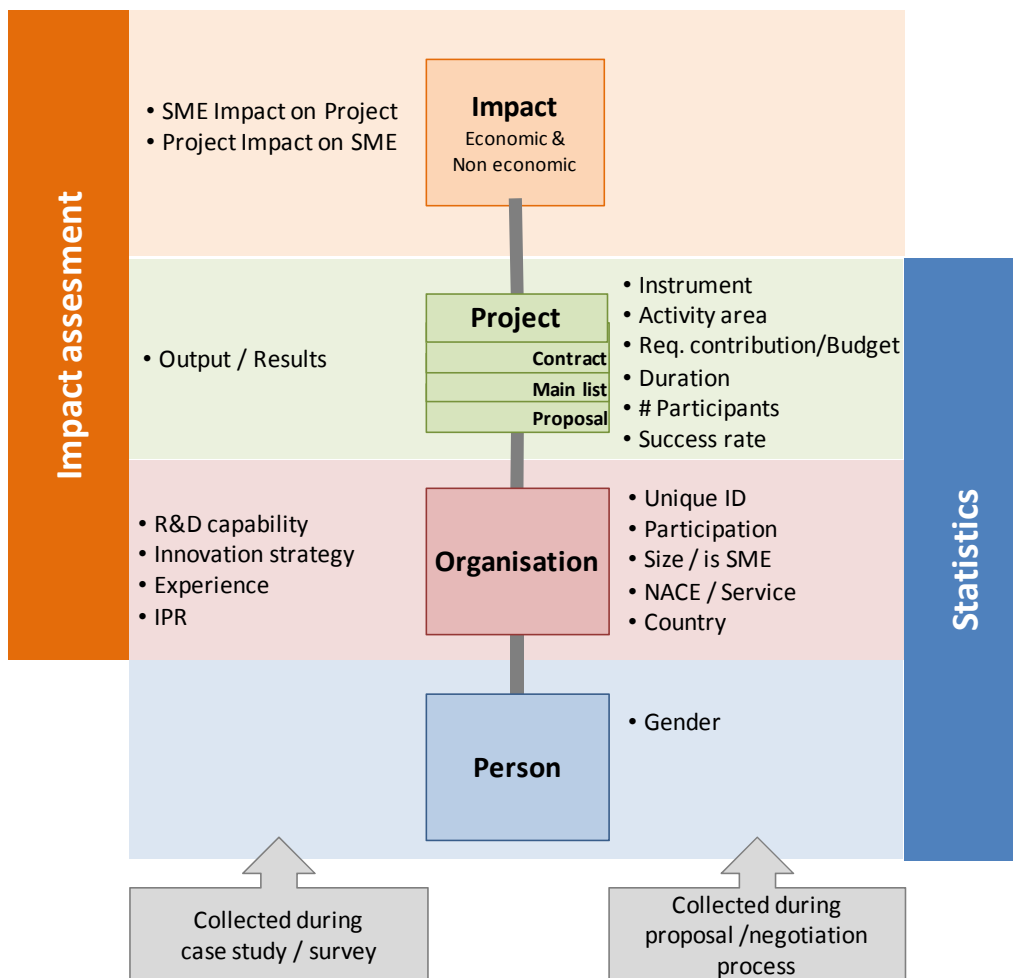 Impact assesment
• SME Impact on Project
• Project Impact on SME
Impact
Economic &
Non economic
• Output / Results
Project
Contract
Main list
Proposal
• Instrument
• Activity area
• Req. contribution/Budget
• Duration
• # Participants
• Success rate
• R&D capability
• Innovation strategy
• Experience
• IPR
Organisation
• Unique ID
• Participation
• Size / is SME
• NACE / Service
• Country
Statistics
Person
• Gender
Collected during
case study / survey
Collected during
proposal /negotiation
process